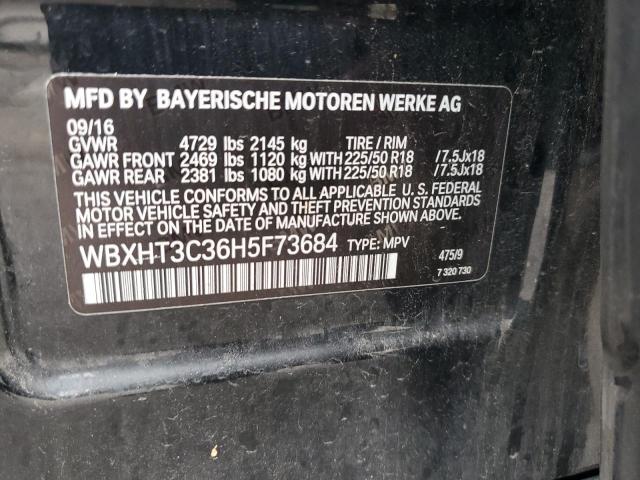 MFD BY BAYERISCHE MOTOREN WERKE AG
09/16
GVWR 4729 lbs 2145 kg TIRE / RIM
GAWR FRONT 2469 lbs 1120 kg WITH 225/50 R18 /7.5Jx18
GAWR REAR 2381 lbs 1080 kg WITH 225/50 R18 /7.5Jx18
THIS VEHICLE CONFORMS TO ALL APPLICABLE U.S. FEDERAL
MOTOR VEHICLE SAFETY AND THEFT PREVENTION STANDARDS
IN EFFECT ON THE DATE OF MANUFACTURE SHOWN ABOVE.
WBXHT3C36H5F73684 TYPE: MPV 475/9
7 320 730